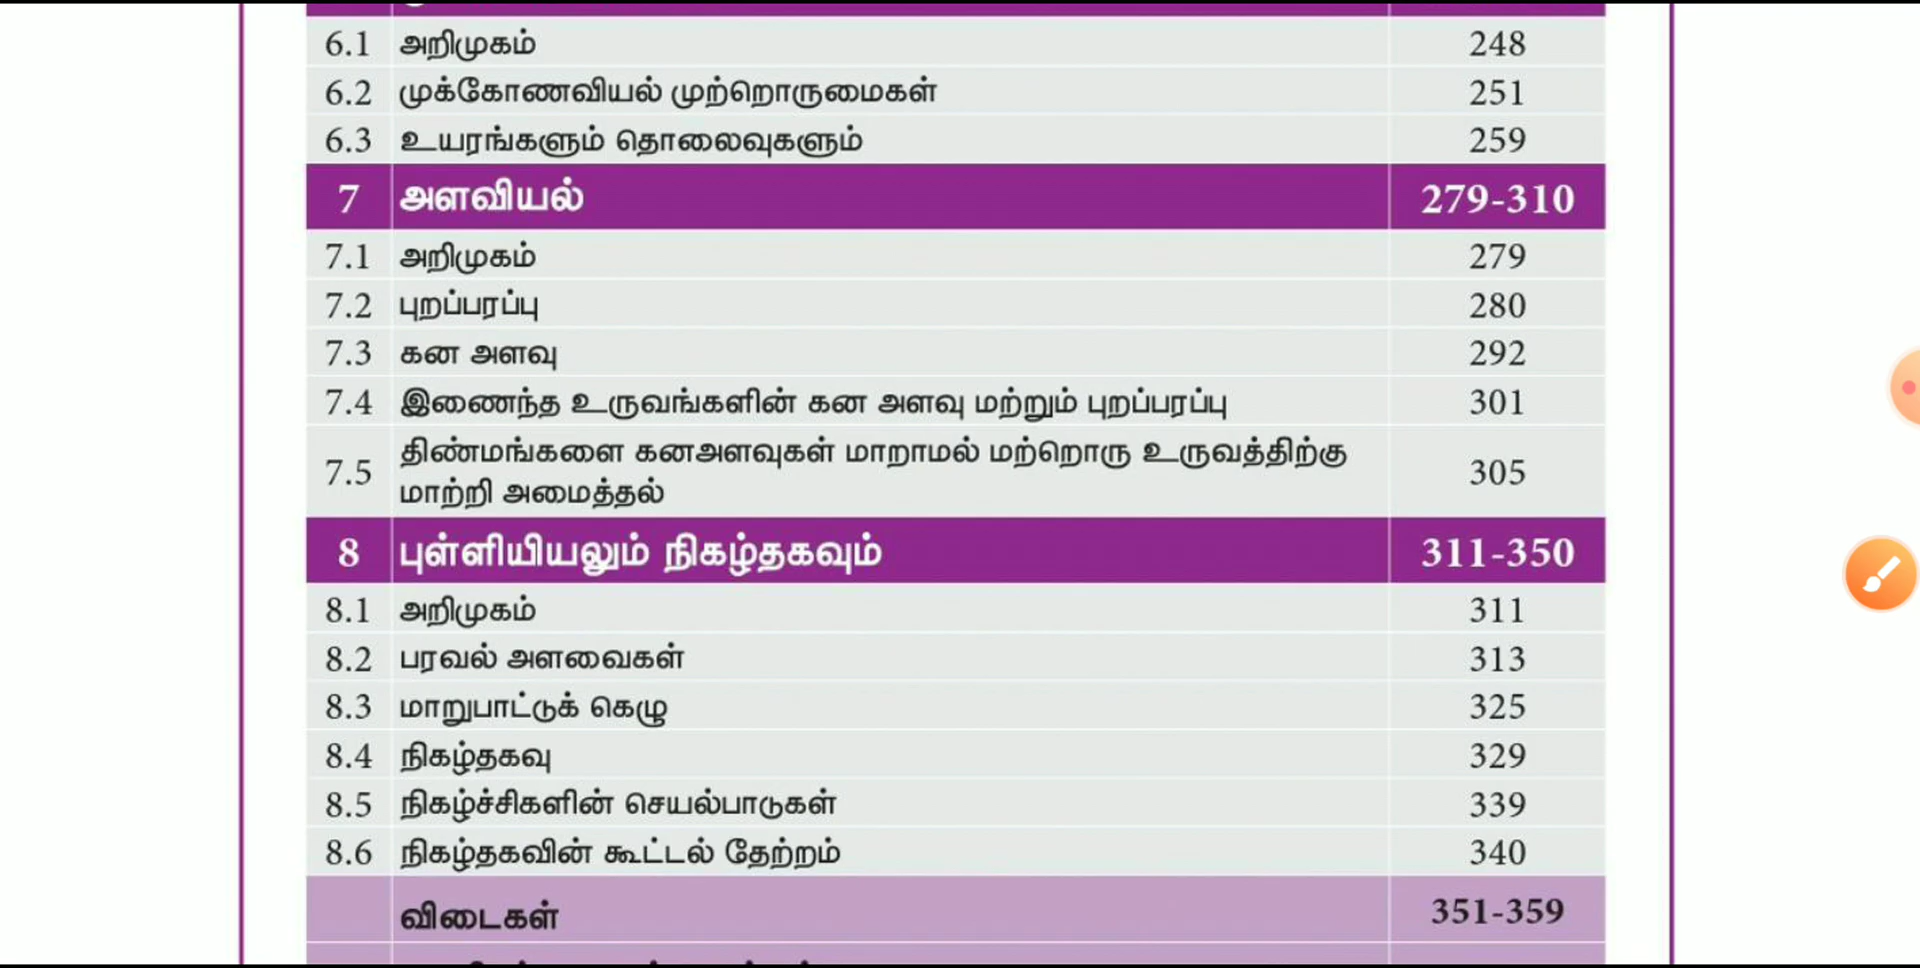 6.1 அறிமுகம் 248
6.2 முக்கோணவியல் முற்றொருமைகள் 251
6.3 உயரங்களும் தொலைவுகளும் 259
7 அளவியல் 279-310
7.1 அறிமுகம் 279
7.2 புறப்பரப்பு 280
7.3 கன அளவு 292
7.4 இணைந்த உருவங்களின் கன அளவு மற்றும் புறப்பரப்பு 301
7.5 திண்மங்களை கனஅளவுகள் மாறாமல் மற்றொரு உருவத்திற்கு
மாற்றி அமைத்தல் 305
8 புள்ளியியலும் நிகழ்தகவும் 311-350
8.1 அறிமுகம் 311
8.2 பரவல் அளவைகள் 313
8.3 மாறுபாட்டுக் கெழு 325
8.4 நிகழ்தகவு 329
8.5 நிகழ்ச்சிகளின் செயல்பாடுகள் 339
8.6 நிகழ்தகவின் கூட்டல் தேற்றம் 340
விடைகள் 351-359